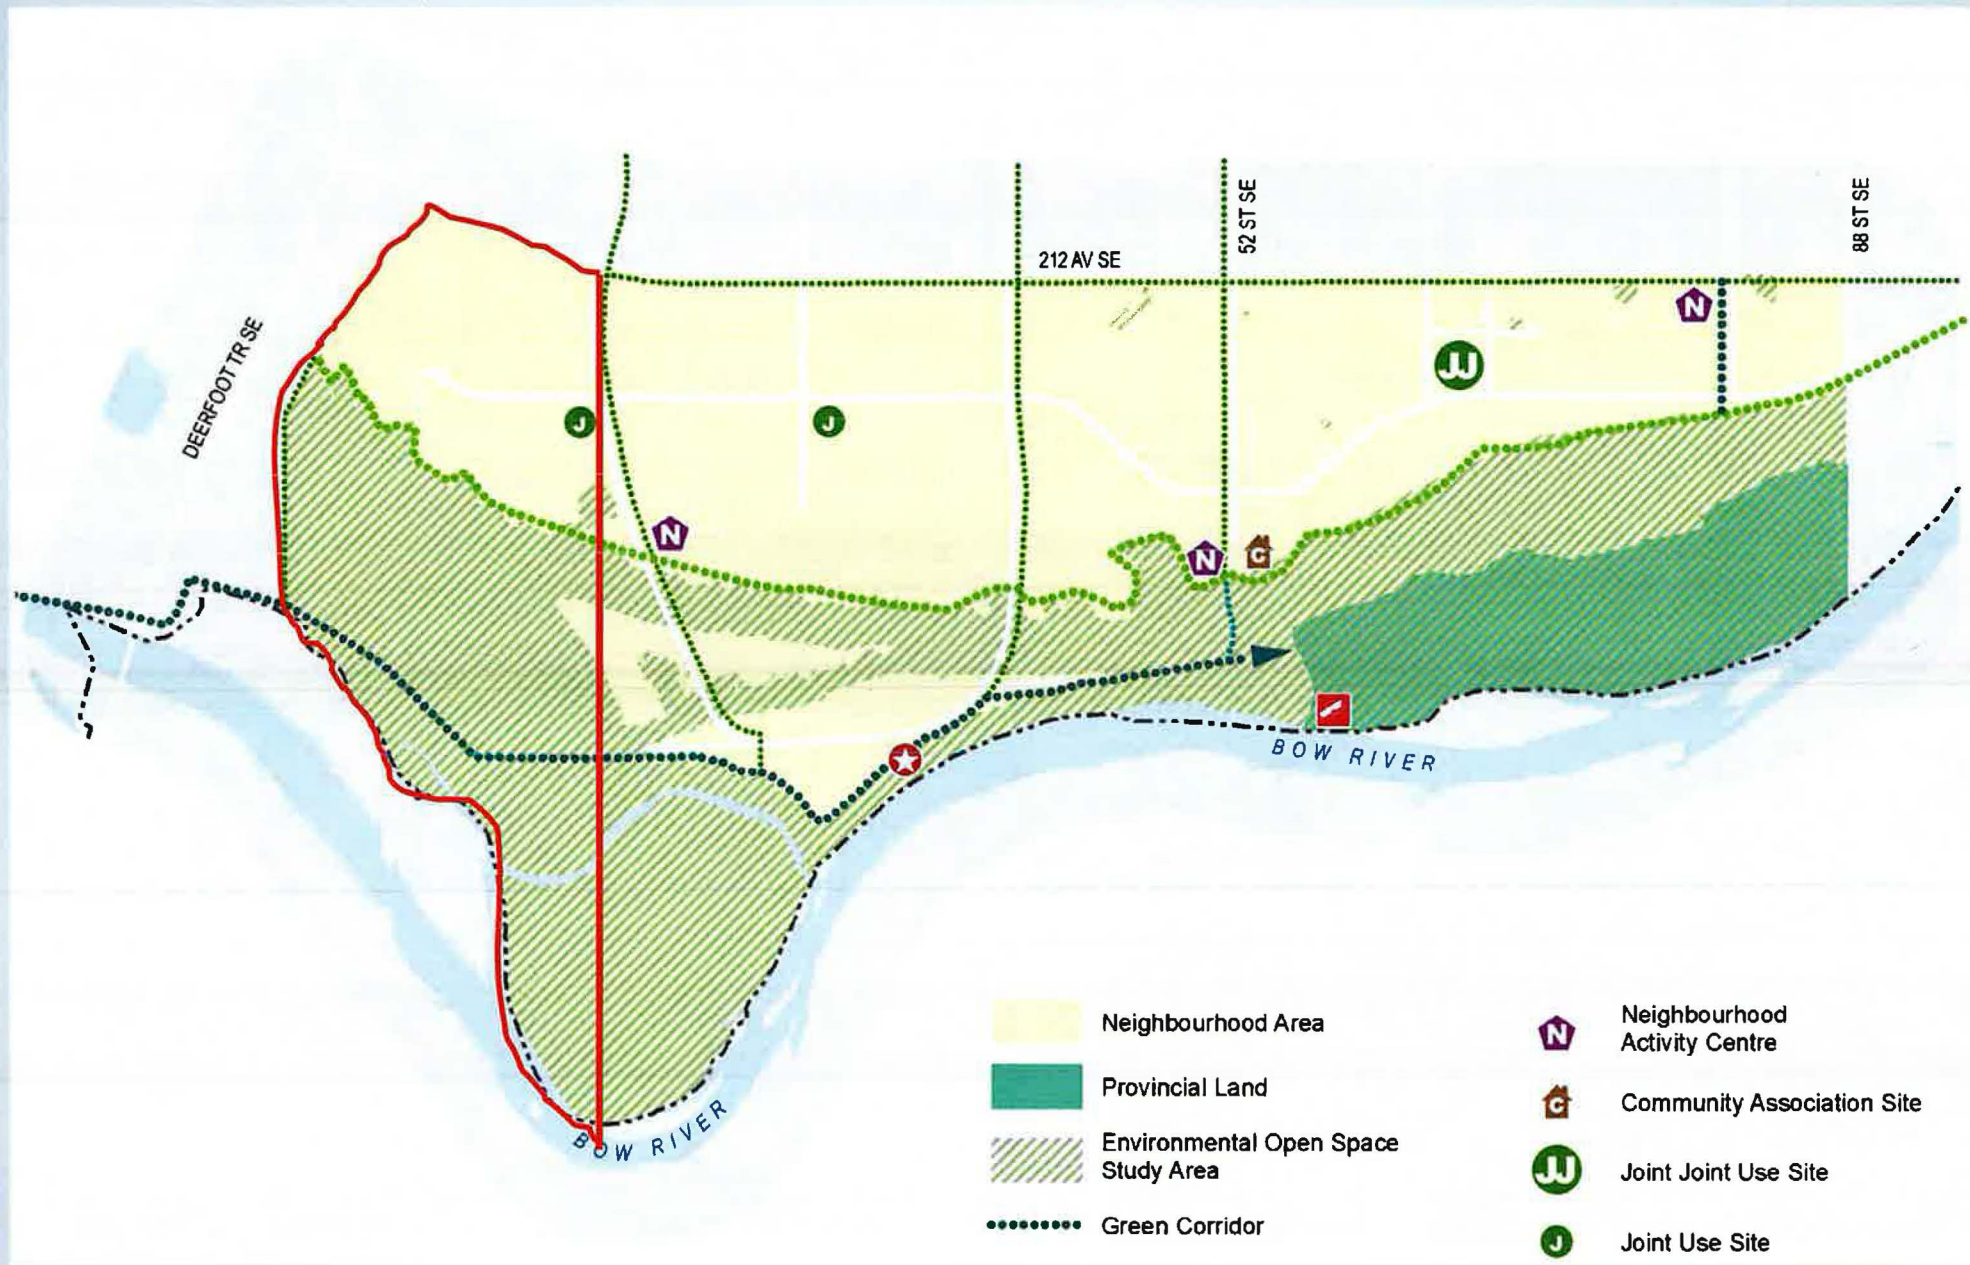 52 ST SE
88 ST SE
212 AV SE
N
DEERFOOT TR SE
JJ
J
J
N
N
C
BOW RIVER
BOW RIVER
Neighbourhood Area
Provincial Land
Environmental Open Space
Study Area
Green Corridor
N
Neighbourhood
Activity Centre
C
Community Association Site
JJ
Joint Joint Use Site
J
Joint Use Site